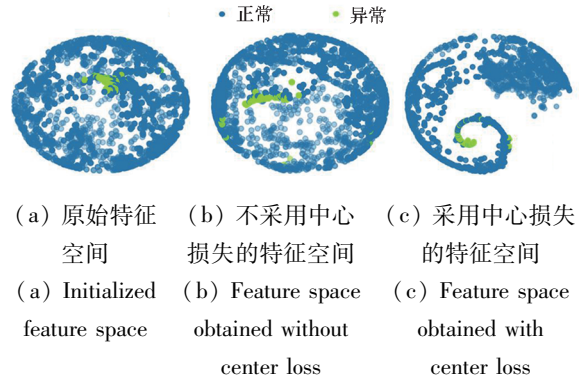 正常 异常
(a) 原始特征
空间
(b) 不采用中心
损失的特征空间
(c) 采用中心损失
的特征空间
(a) Initialized
feature space
(b) Feature space
obtained without
center loss
(c) Feature space
obtained with
center loss